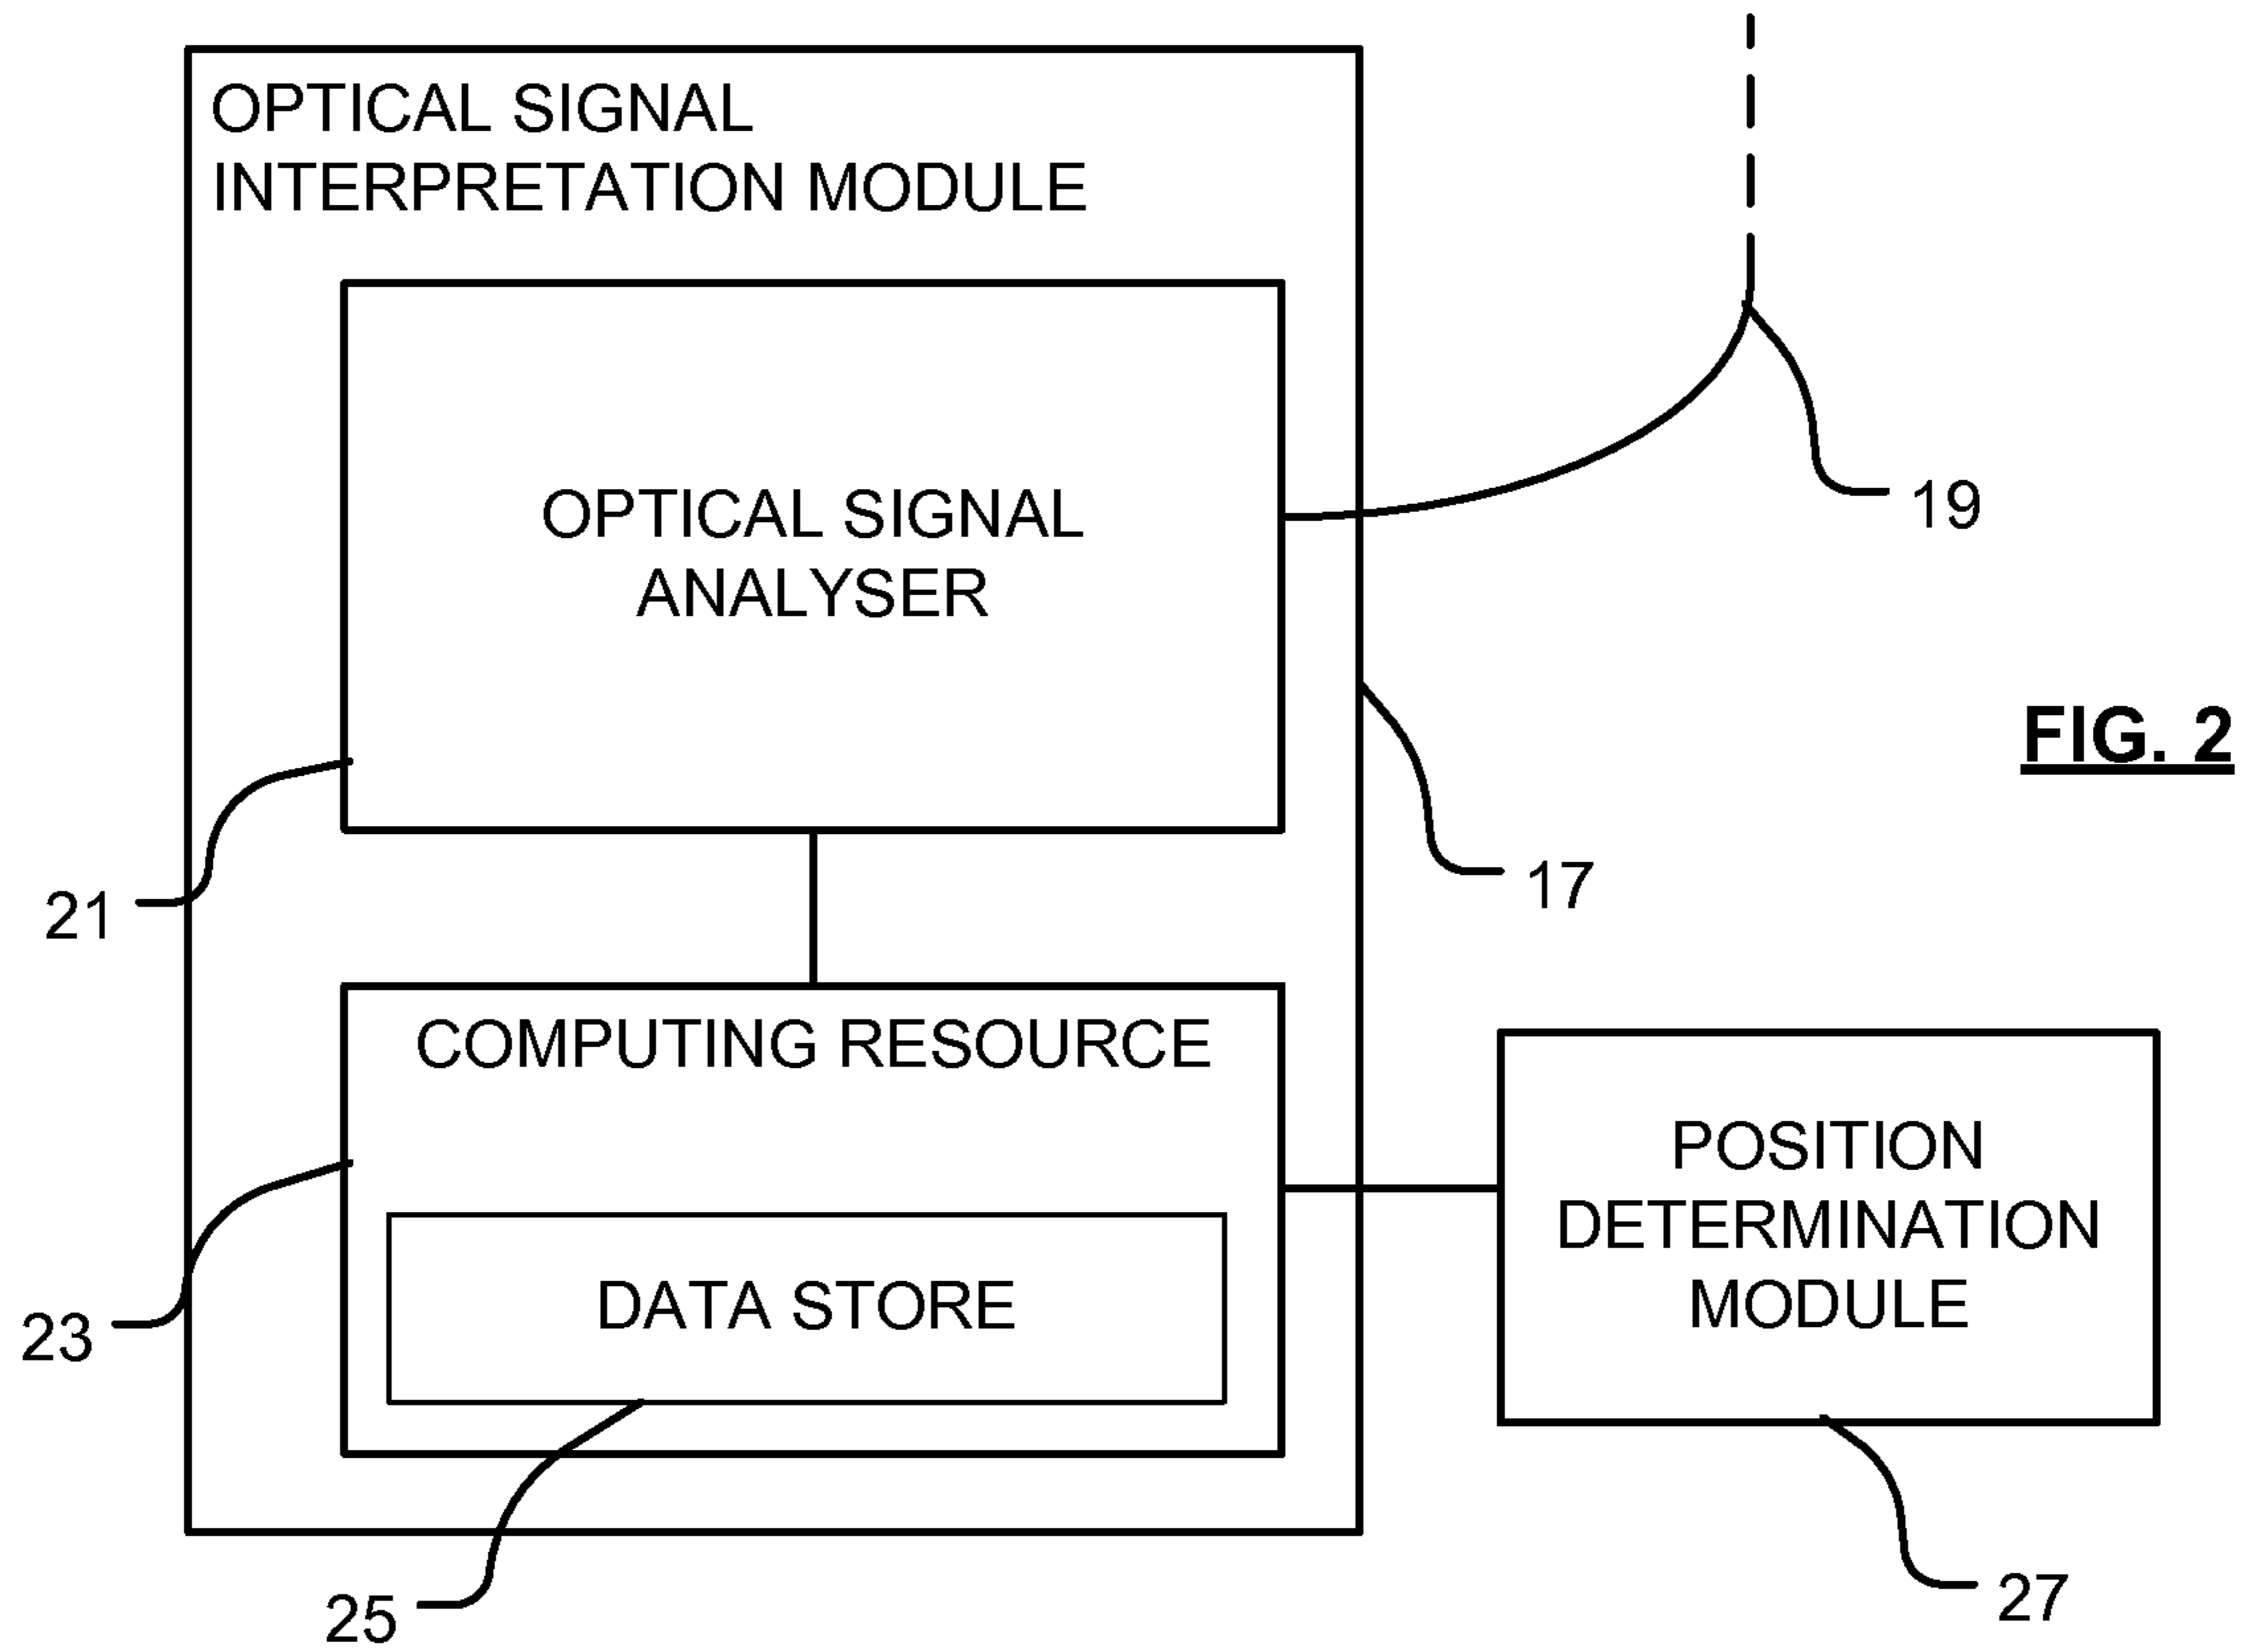 OPTICAL SIGNAL
INTERPRETATION MODULE
OPTICAL SIGNAL
ANALYSER
19
FIG. 2
17
21
COMPUTING RESOURCE
POSITION
DETERMINATION
MODULE
DATA STORE
23
25
27